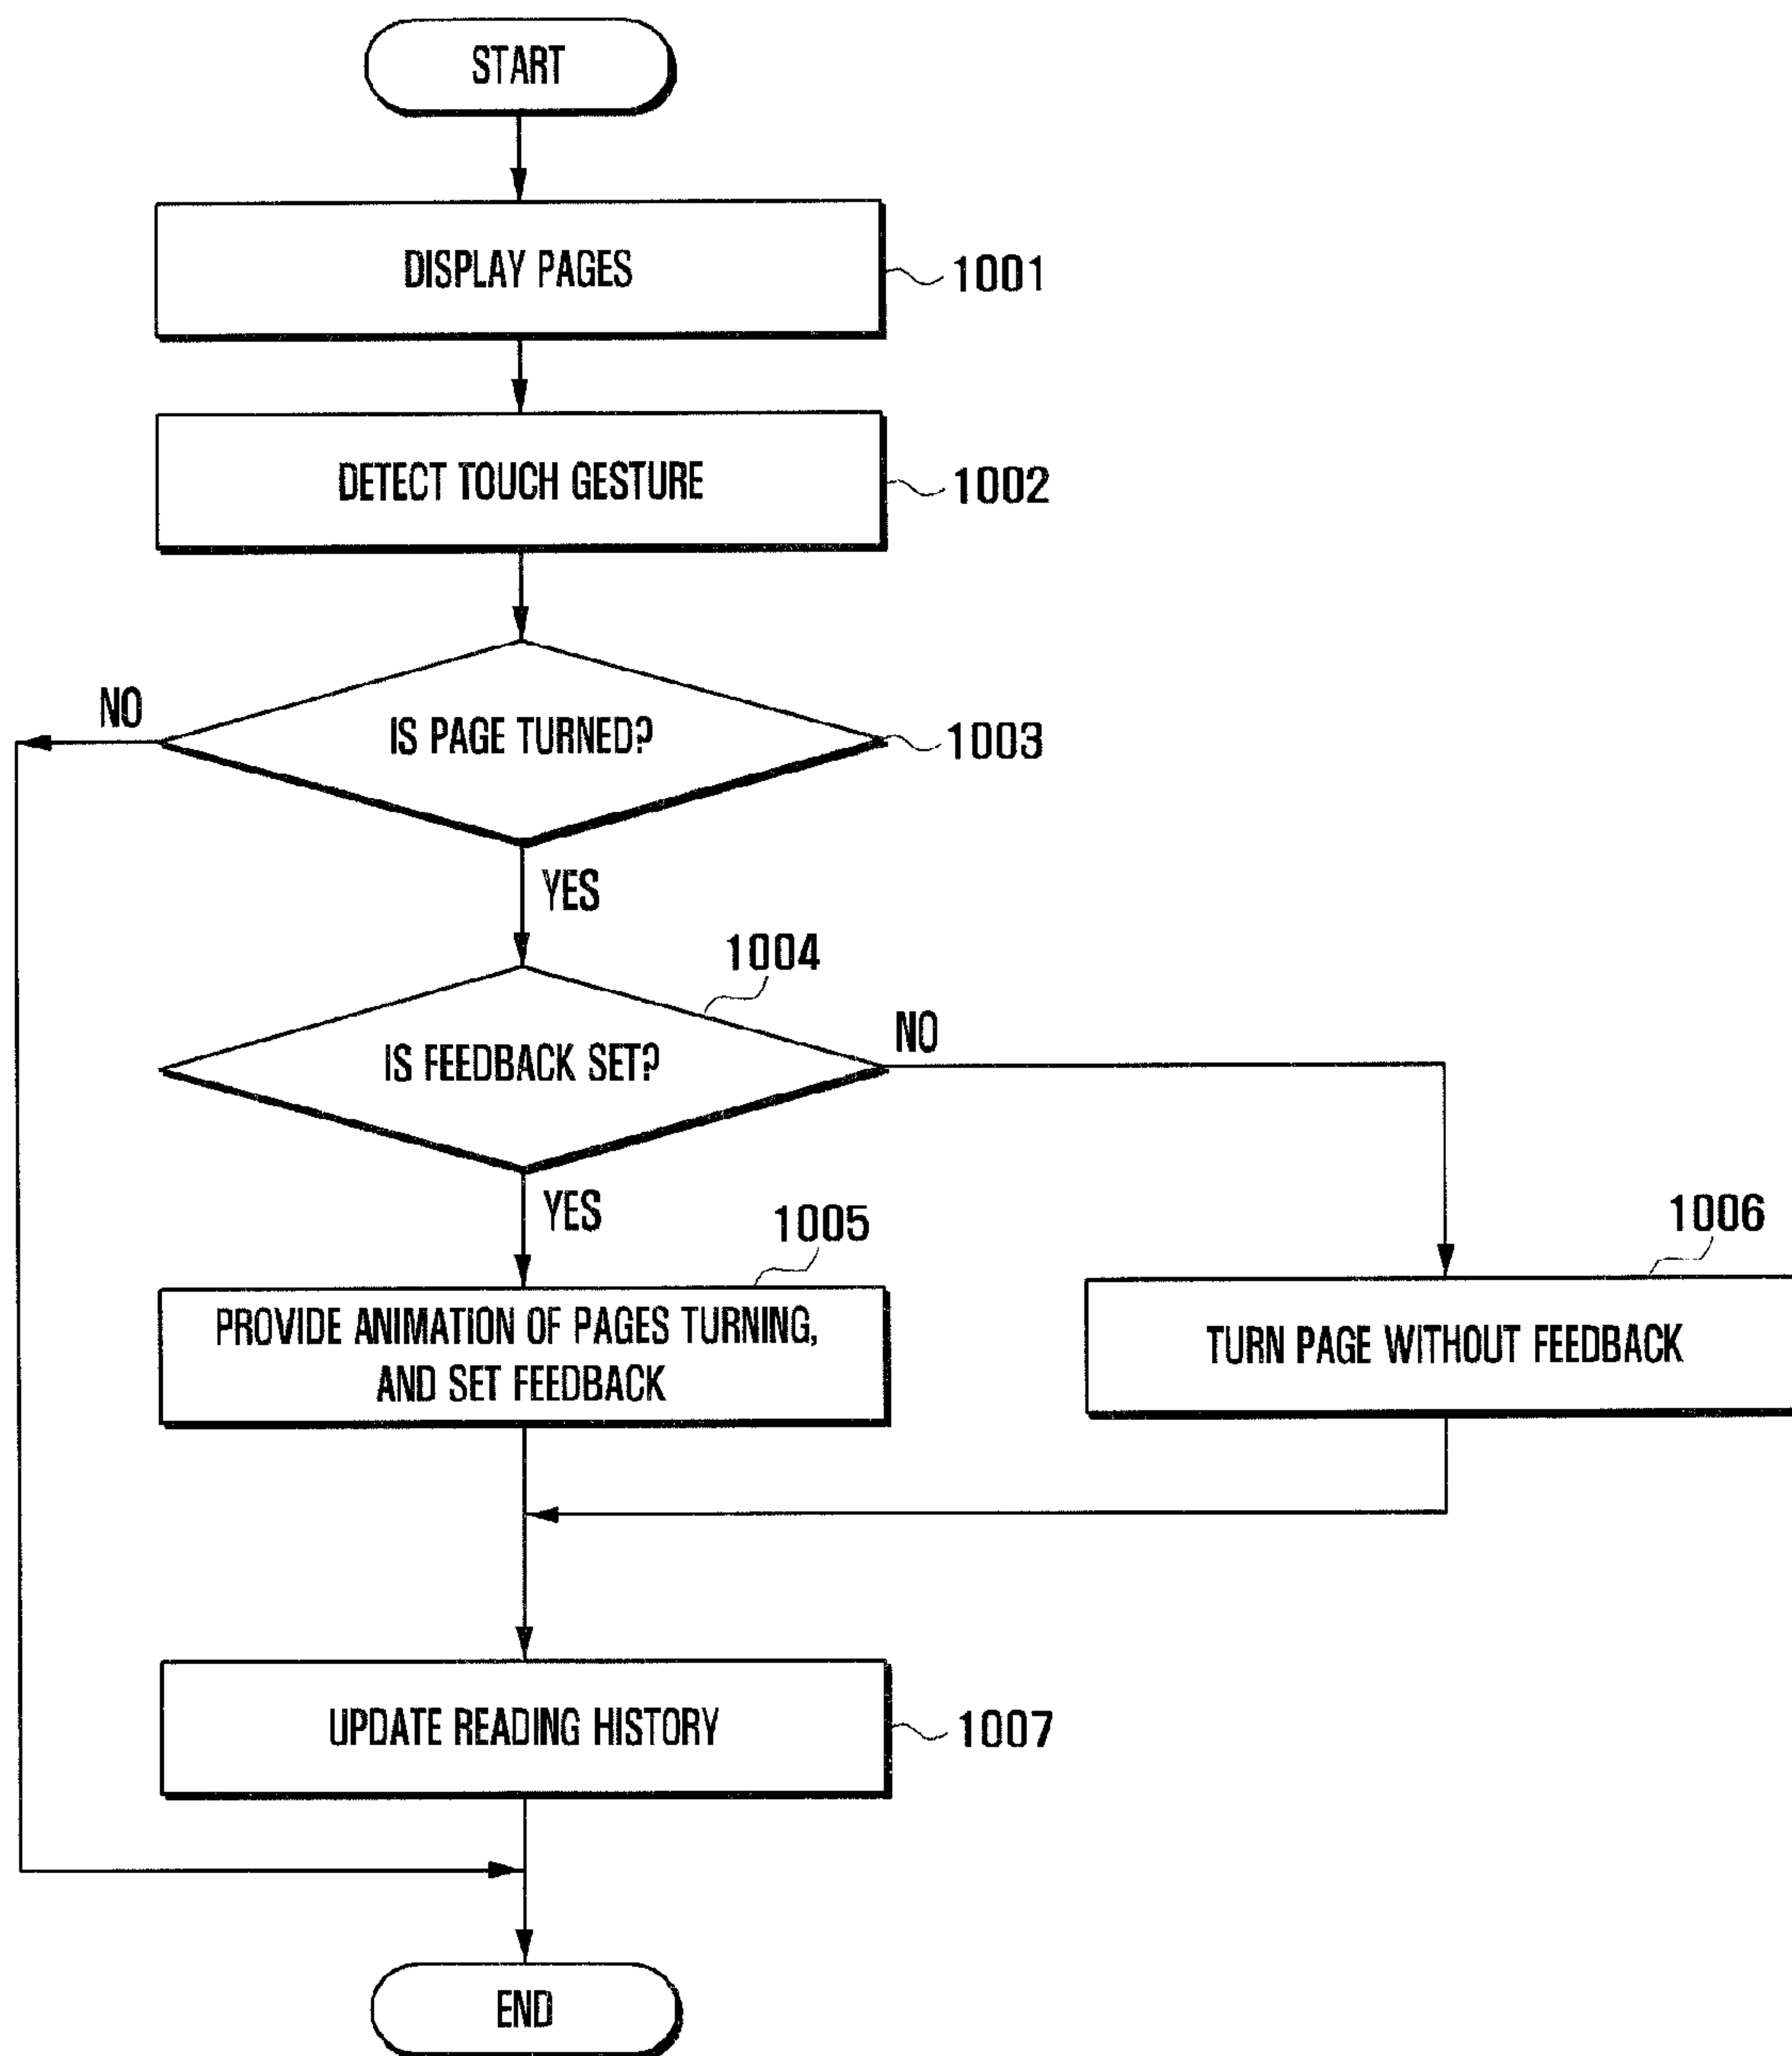 START
DISPLAY PAGES
1001
DETECT TOUCH GESTURE
1002
NO
IS PAGE TURNED?
1003
YES
1004
NO
IS FEEDBACK SET?
YES
1005
1006
PROVIDE ANIMATION OF PAGES TURNING,
AND SET FEEDBACK
TURN PAGE WITHOUT FEEDBACK
UPDATE READING HISTORY
1007
END